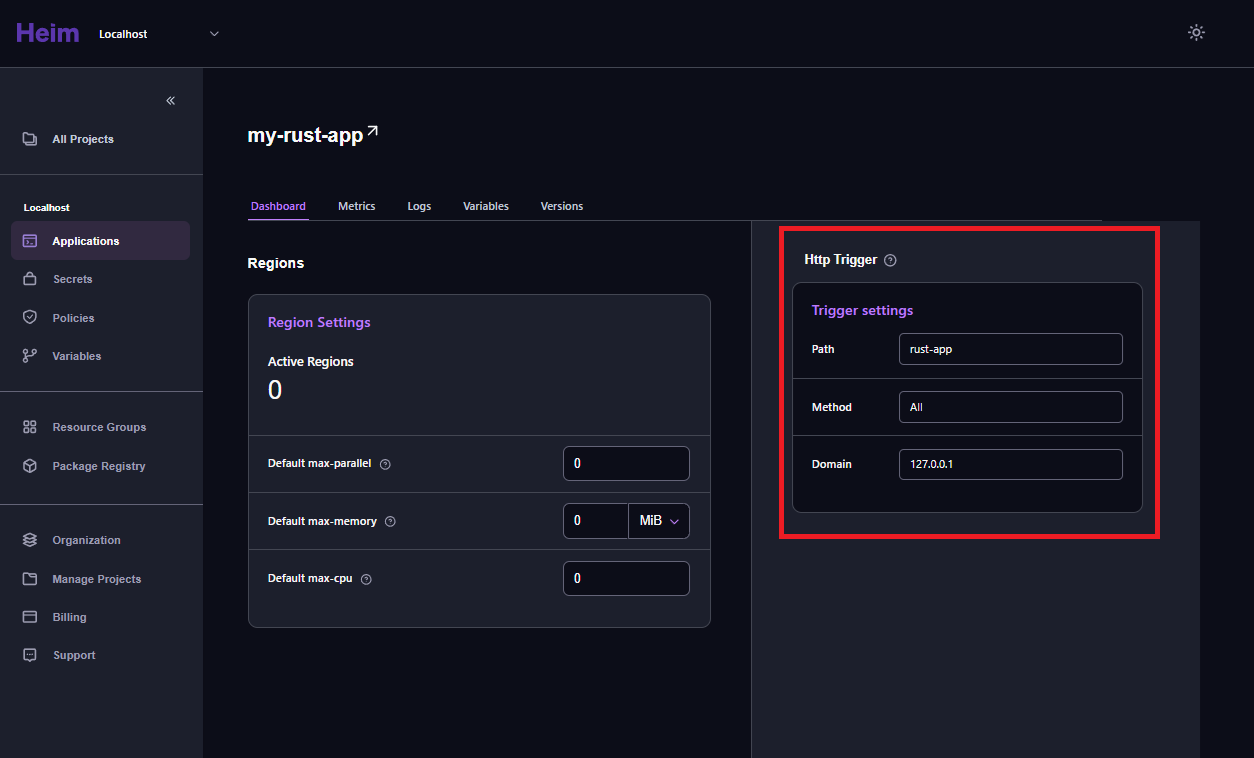 Heim
Localhost
All Projects
Localhost
Applications
Secrets
Policies
Variables
Resource Groups
Package Registry
Organization
Manage Projects
Billing
Support
my-rust-app
Dashboard Metrics Logs Variables Versions
Regions
Region Settings
Active Regions
0
Default max-parallel 0
Default max-memory 0 MiB
Default max-cpu 0
Http Trigger
Trigger settings
Path rust-app
Method All
Domain 127.0.0.1